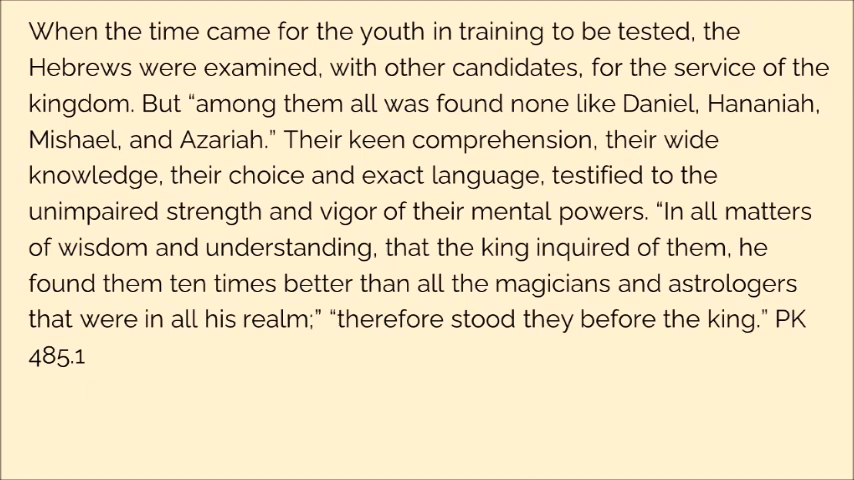 When the time came for the youth in training to be tested, the
Hebrews were examined, with other candidates, for the service of the
kingdom. But “among them all was found none like Daniel, Hananiah,
Mishael, and Azariah.” Their keen comprehension, their wide
knowledge, their choice and exact language, testified to the
unimpaired strength and vigor of their mental powers. “In all matters
of wisdom and understanding, that the king inquired of them, he
found them ten times better than all the magicians and astrologers
that were in all his realm;” “therefore stood they before the king.” PK
485.1